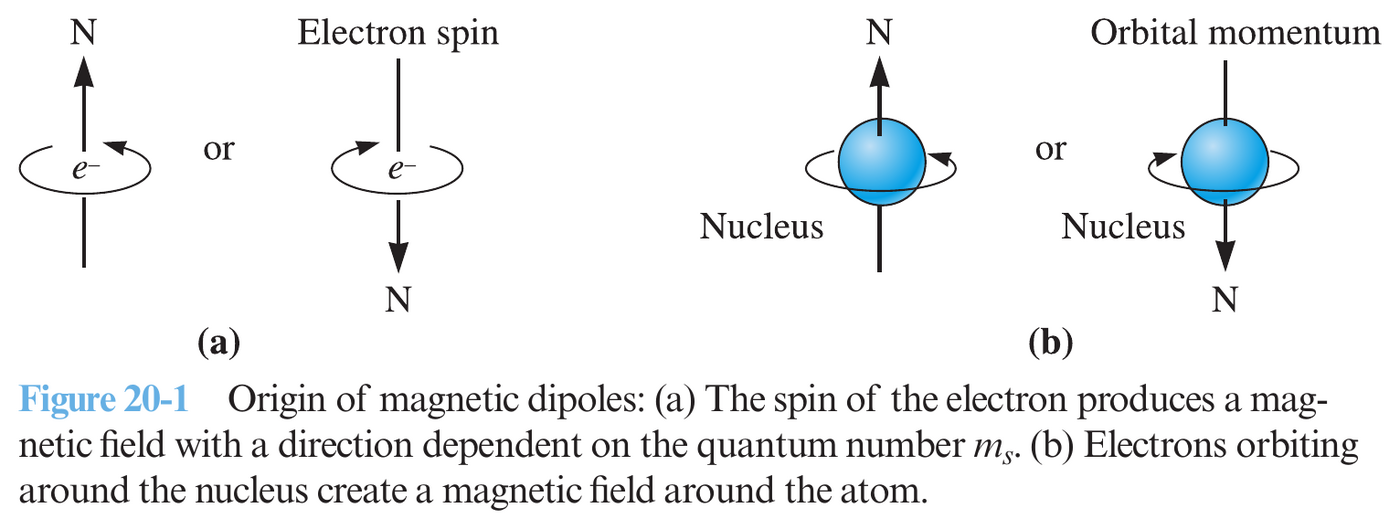 N
Electron spin
e⁻
or
e⁻
N
(a)
N
Orbital momentum
or
Nucleus
Nucleus
N
(b)
Figure 20-1 Origin of magnetic dipoles: (a) The spin of the electron produces a mag-
netic field with a direction dependent on the quantum number mₛ. (b) Electrons orbiting
around the nucleus create a magnetic field around the atom.